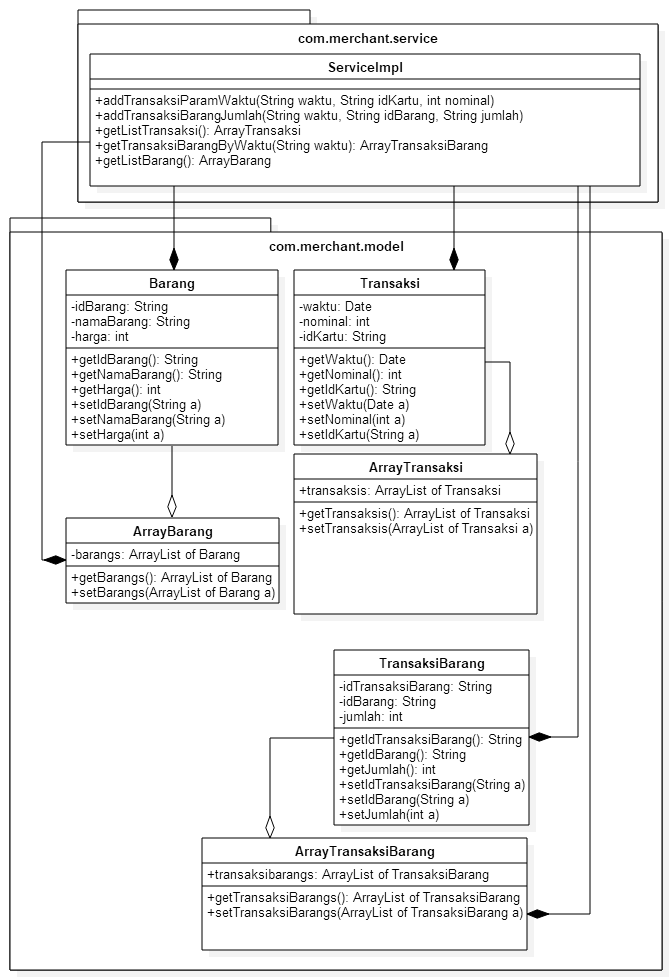 com.merchant.service
ServiceImpl
+addTransaksiParamWaktu(String waktu, String idKartu, int nominal)
+addTransaksiBarangJumlah(String waktu, String idBarang, String jumlah)
+getListTransaksi(): ArrayTransaksi
+getTransaksiBarangByWaktu(String waktu): ArrayTransaksiBarang
+getListBarang(): ArrayBarang
com.merchant.model
Barang
-idBarang: String
-namaBarang: String
-harga: int
+getIdBarang(): String
+getNamaBarang(): String
+getHarga(): int
+setIdBarang(String a)
+setNamaBarang(String a)
+setHarga(int a)
Transaksi
-waktu: Date
-nominal: int
-idKartu: String
+getWaktu(): Date
+getNominal(): int
+getIdKartu(): String
+setWaktu(Date a)
+setNominal(int a)
+setIdKartu(String a)
ArrayTransaksi
+transaksis: ArrayList of Transaksi
+getTransaksis(): ArrayList of Transaksi
+setTransaksis(ArrayList of Transaksi a)
ArrayBarang
-barangs: ArrayList of Barang
+getBarangs(): ArrayList of Barang
+setBarangs(ArrayList of Barang a)
TransaksiBarang
-idTransaksiBarang: String
-idBarang: String
-jumlah: int
+getIdTransaksiBarang(): String
+getIdBarang(): String
+getJumlah(): int
+setIdTransaksiBarang(String a)
+setIdBarang(String a)
+setJumlah(int a)
ArrayTransaksiBarang
+transaksibarangs: ArrayList of TransaksiBarang
+getTransaksiBarangs(): ArrayList of TransaksiBarang
+setTransaksiBarangs(ArrayList of TransaksiBarang a)